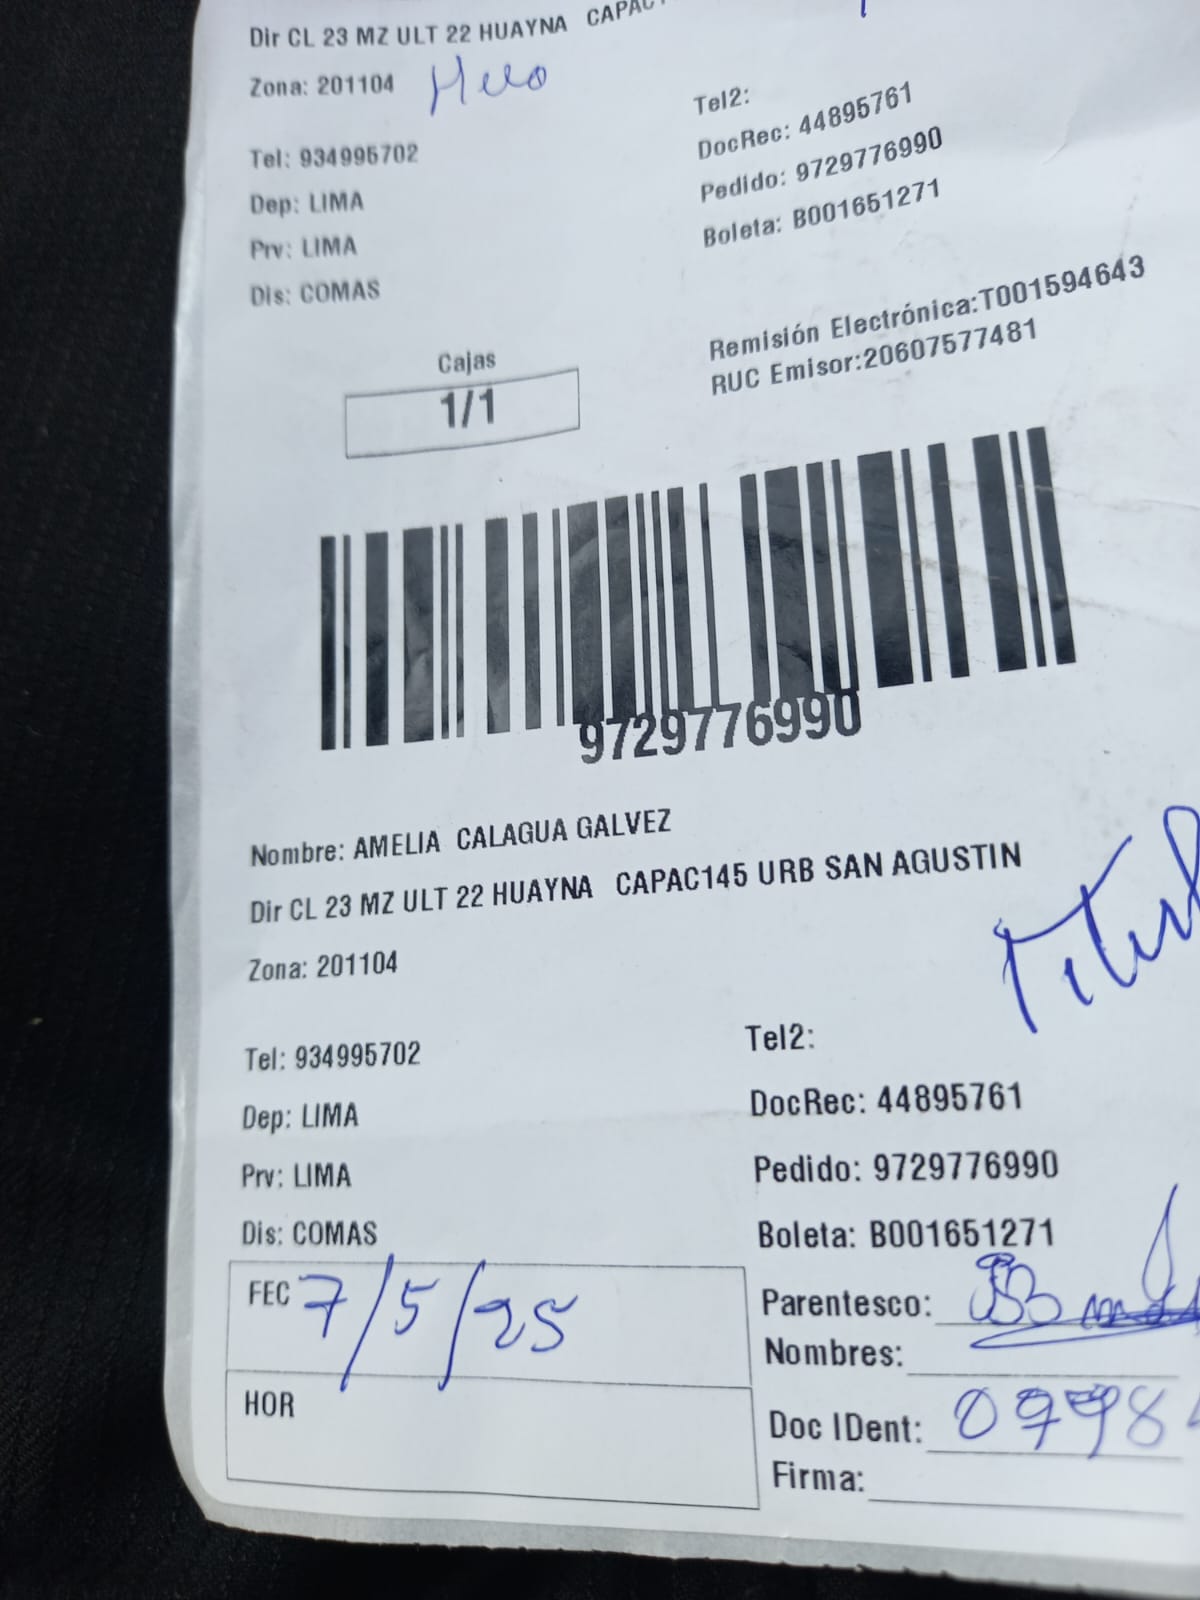 Dir CL 23 MZ ULT 22 HUAYNA CAPAC
Zona: 201104
Tel: 934995702
Dep: LIMA
Prv: LIMA
Dis: COMAS
Tel2:
DocRec: 44895761
Pedido: 9729776990
Boleta: B001651271
Remisión Electrónica:T001594643
RUC Emisor:20607577481
Cajas
1/1
9729776990
Nombre: AMELIA CALAGUA GALVEZ
Dir CL 23 MZ ULT 22 HUAYNA CAPAC145 URB SAN AGUSTIN
Zona: 201104
Tel: 934995702
Dep: LIMA
Prv: LIMA
Dis: COMAS
Tel2:
DocRec: 44895761
Pedido: 9729776990
Boleta: B001651271
FEC 7/5/25
HOR
Parentesco:
Nombres:
Doc IDent:
Firma: